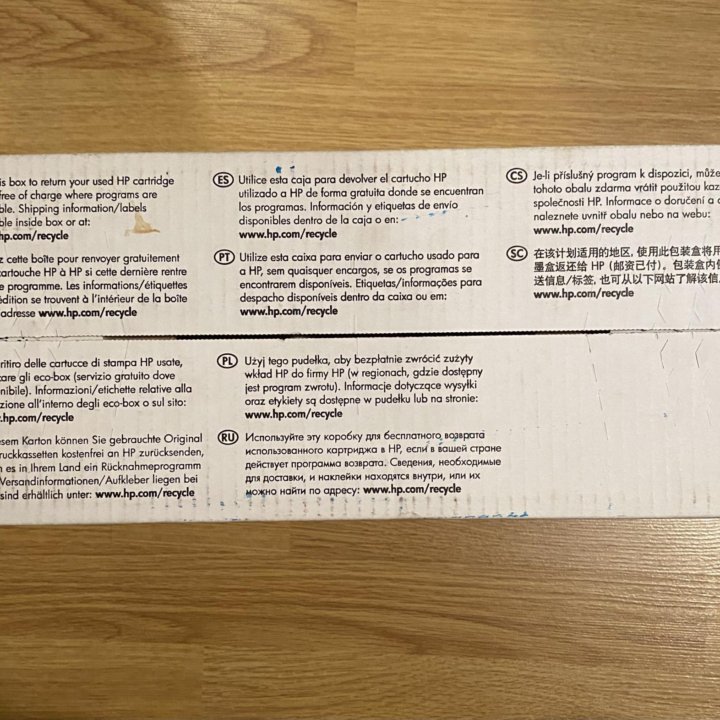 is box to return your used HP cartridge
free of charge where programs are
ble. Shipping information/labels
ble inside box or at:
hp.com/recycle
z cette boîte pour renvoyer gratuitement
cartouche HP à HP si cette dernière rentre
e programme. Les informations/étiquettes
édition se trouvent à l'intérieur de la boîte
adresse www.hp.com/recycle
ES Utilice esta caja para devolver el cartucho HP
utilizado a HP de forma gratuita donde se encuentran
los programas. Información y etiquetas de envío
disponibles dentro de la caja o en:
www.hp.com/recycle
PT Utilize esta caixa para enviar o cartucho usado para
a HP, sem quaisquer encargos, se os programas se
encontrarem disponíveis. Etiquetas/informações para
despacho disponíveis dentro da caixa ou em:
www.hp.com/recycle
CS Je-li příslušný program k dispozici, může
tohoto obalu zdarma vrátit použitou kaz
společnosti HP. Informace o doručení a
naleznete uvnitř obalu nebo na webu:
www.hp.com/recycle
SC 在该计划适用的地区, 使用此包装盒将用
墨盒返还给 HP (邮资已付)。包装盒内
送信息/标签, 也可从以下网站了解该信
www.hp.com/recycle
ritiro delle cartucce di stampa HP usate,
care gli eco-box (servizio gratuito dove
nibile). Informazioni/etichette relative alla
zione all'interno degli eco-box o sul sito:
.hp.com/recycle
esem Karton können Sie gebrauchte Original
ruckkassetten kostenfrei an HP zurücksenden,
n es in Ihrem Land ein Rücknahmeprogramm
Versandinformationen/Aufkleber liegen bei
sind erhältlich unter: www.hp.com/recycle
PL Użyj tego pudełka, aby bezpłatnie zwrócić zużyty
wkład HP do firmy HP (w regionach, gdzie dostępny
jest program zwrotu). Informacje dotyczące wysyłki
oraz etykiety są dostępne w pudełku lub na stronie:
www.hp.com/recycle
RU Используйте эту коробку для бесплатного возврата
использованного картриджа в HP, если в вашей стране
действует программа возврата. Сведения, необходимые
для доставки, и наклейки находятся внутри, или их
можно найти по адресу: www.hp.com/recycle